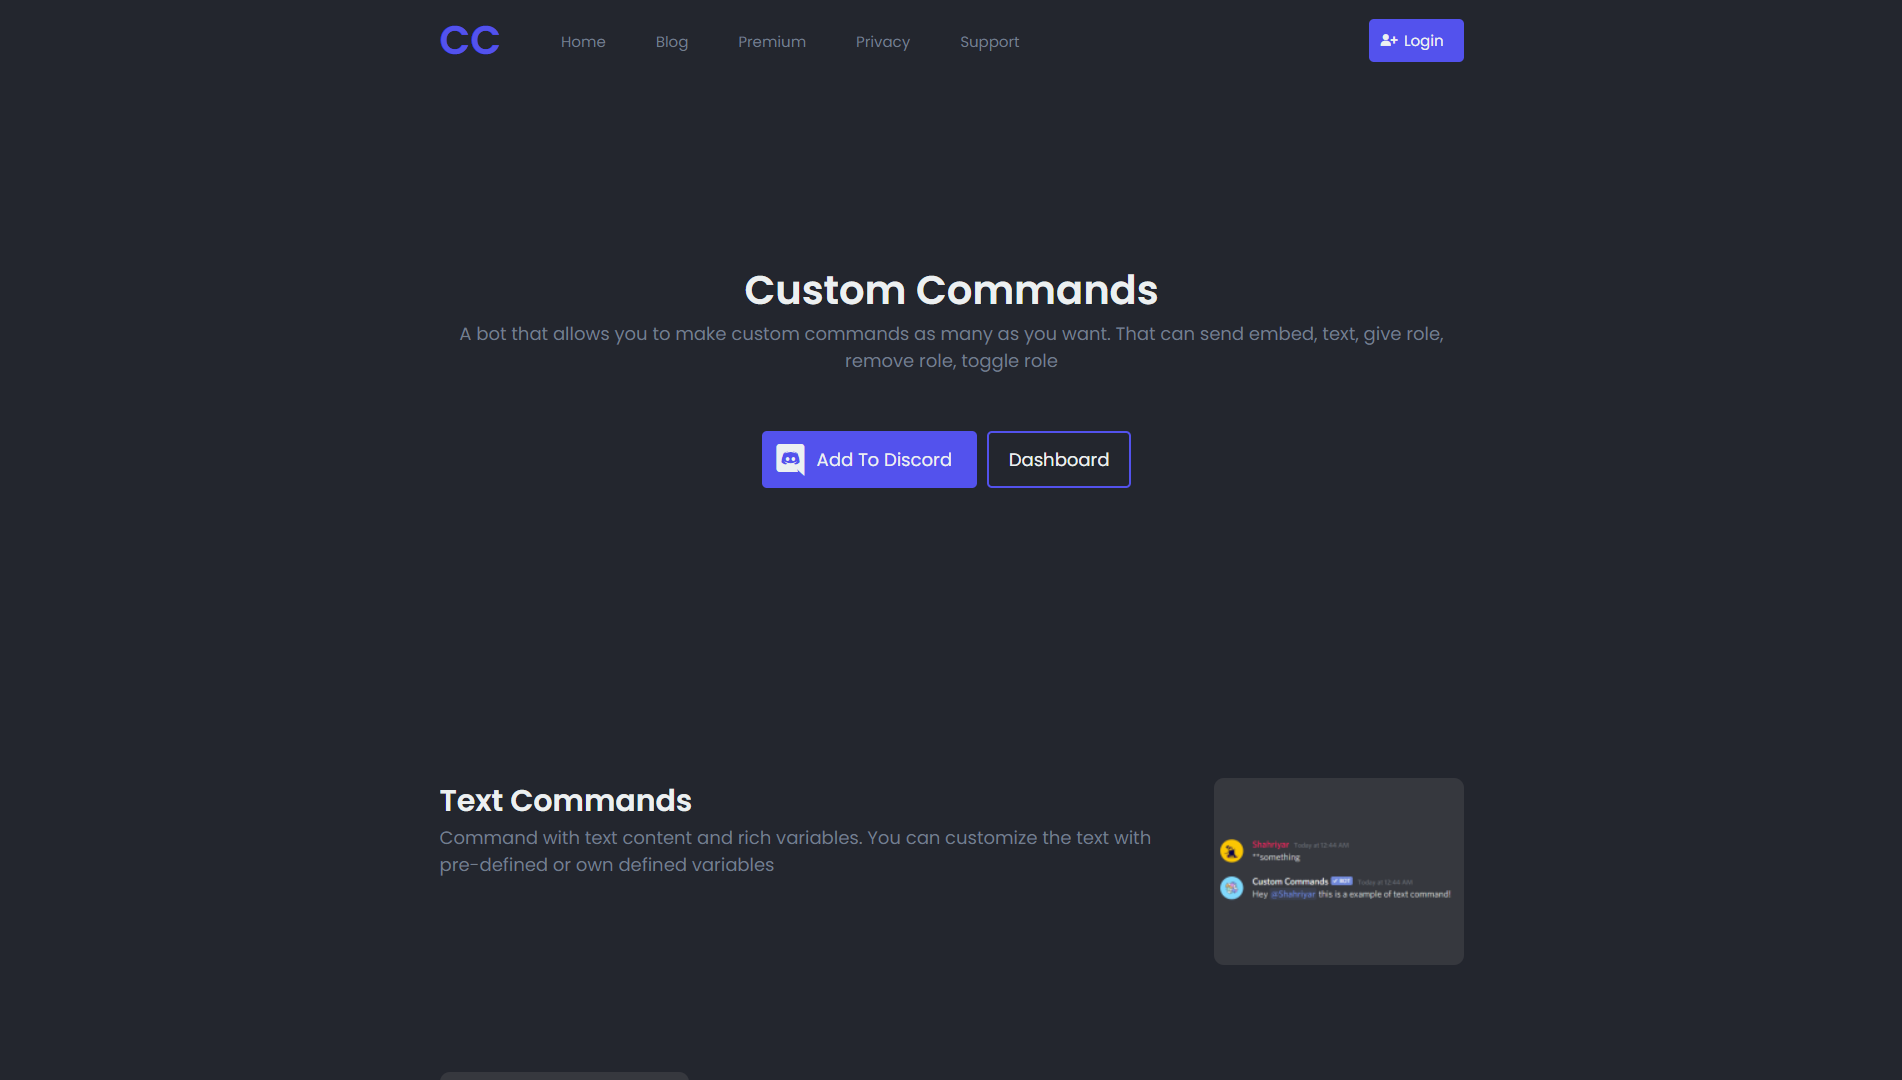 CC
Home
Blog
Premium
Privacy
Support
Login
Custom Commands
A bot that allows you to make custom commands as many as you want. That can send embed, text, give role,
remove role, toggle role
Add To Discord
Dashboard
Text Commands
Command with text content and rich variables. You can customize the text with
pre-defined or own defined variables
Shahriyar Today at 12:44 AM
**something
Custom Commands ✓ BOT Today at 12:44 AM
Hey @Shahriyar this is a example of text command!